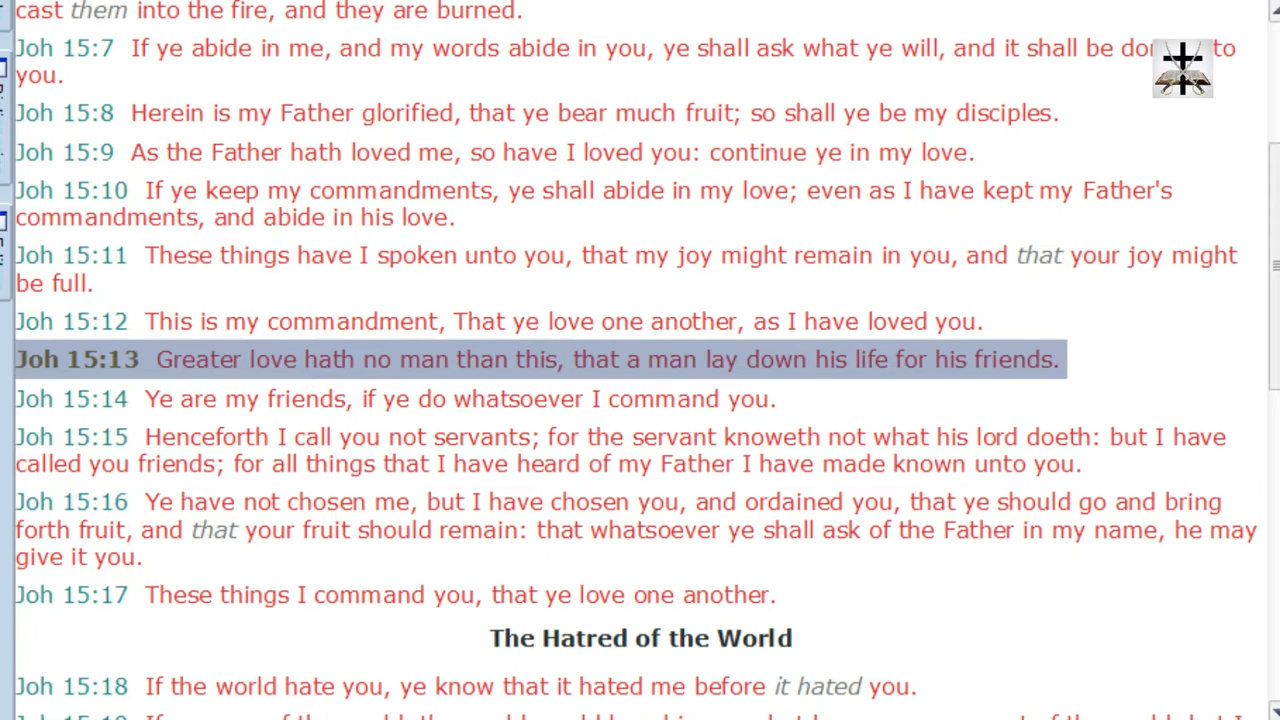 cast them into the fire, and they are burned.
Joh 15:7 If ye abide in me, and my words abide in you, ye shall ask what ye will, and it shall be to
you.
Joh 15:8 Herein is my Father glorified, that ye bear much fruit; so shall ye be my disciples.
Joh 15:9 As the Father hath loved me, so have I loved you: continue ye in my love.
Joh 15:10 If ye keep my commandments, ye shall abide in my love; even as I have kept my Father's
commandments, and abide in his love.
Joh 15:11 These things have I spoken unto you, that my joy might remain in you, and that your joy might
be full.
Joh 15:12 This is my commandment, That ye love one another, as I have loved you.
Joh 15:13 Greater love hath no man than this, that a man lay down his life for his friends.
Joh 15:14 Ye are my friends, if ye do whatsoever I command you.
Joh 15:15 Henceforth I call you not servants; for the servant knoweth not what his lord doeth: but I have
called you friends; for all things that I have heard of my Father I have made known unto you.
Joh 15:16 Ye have not chosen me, but I have chosen you, and ordained you, that ye should go and bring
forth fruit, and that your fruit should remain: that whatsoever ye shall ask of the Father in my name, he may
give it you.
Joh 15:17 These things I command you, that ye love one another.
The Hatred of the World
Joh 15:18 If the world hate you, ye know that it hated me before it hated you.